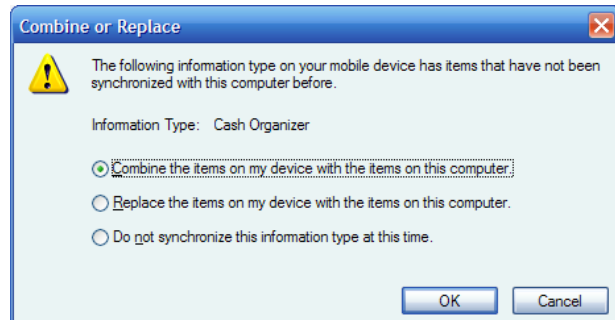 Combine or Replace
The following information type on your mobile device has items that have not been
synchronized with this computer before.
Information Type: Cash Organizer
Combine the items on my device with the items on this computer.
Replace the items on my device with the items on this computer.
Do not synchronize this information type at this time.
OK Cancel